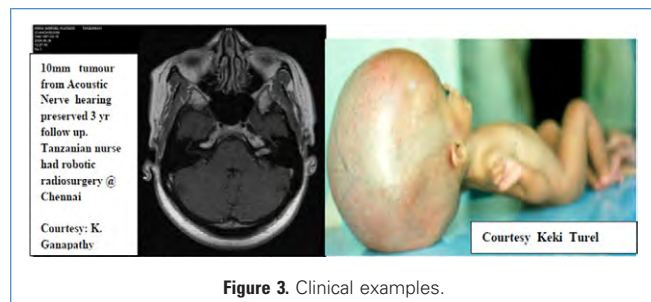 10mm tumour
from Acoustic
Nerve hearing
preserved 3 yr
follow up.
Tanzanian nurse
had robotic
radiosurgery @
Chennai
Courtesy: K.
Ganapathy
Courtesy Keki Turel
Figure 3. Clinical examples.